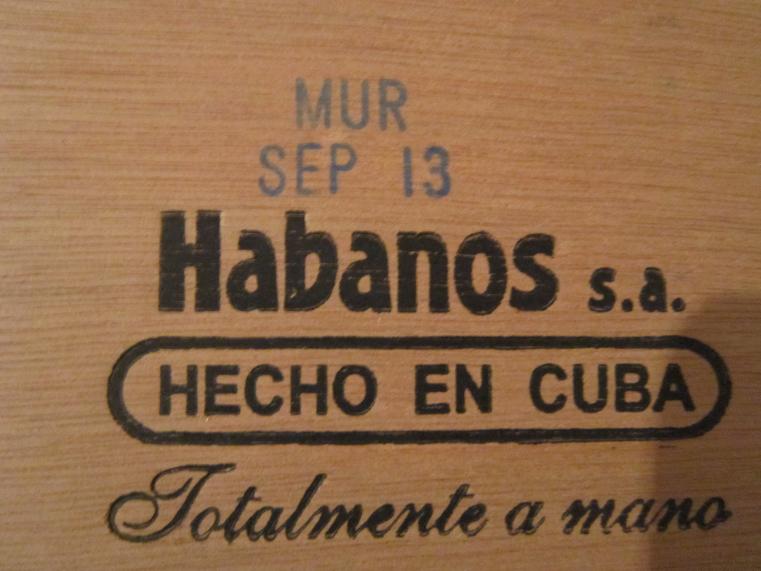 MUR
SEP 13
Habanos s.a.
HECHO EN CUBA
Totalmente a mano